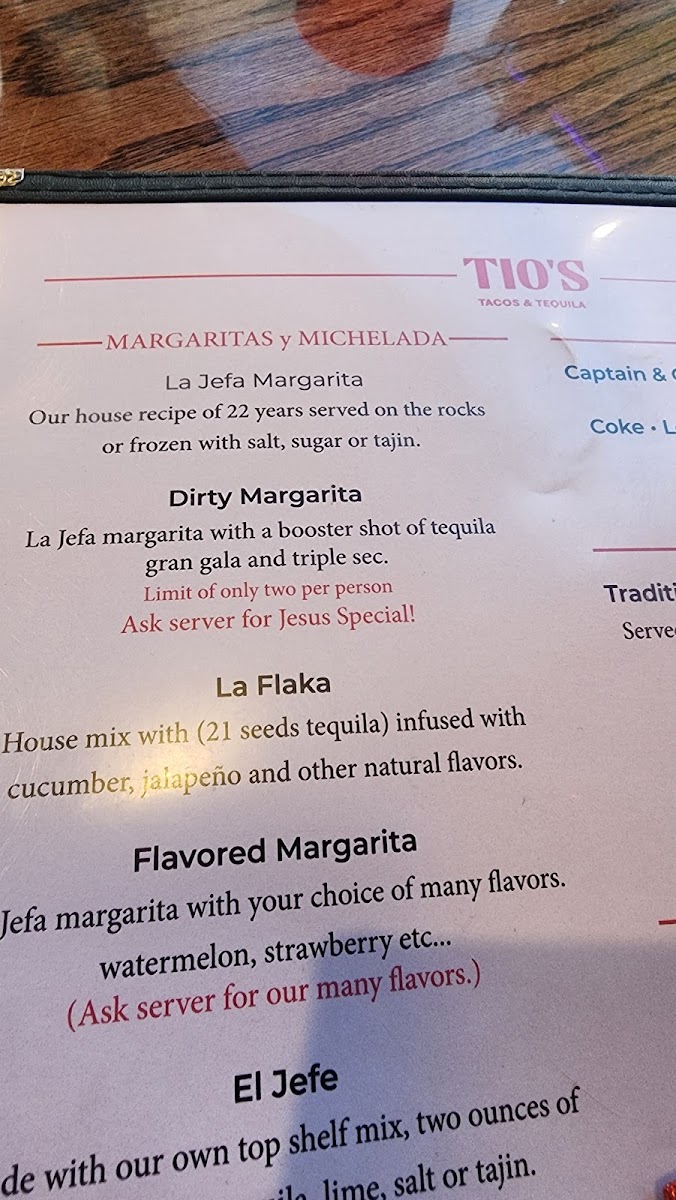 TIO'S
TACOS & TEQUILA
MARGARITAS y MICHELADA
La Jefa Margarita
Our house recipe of 22 years served on the rocks
or frozen with salt, sugar or tajin.
Dirty Margarita
La Jefa margarita with a booster shot of tequila
gran gala and triple sec.
Limit of only two per person
Ask server for Jesus Special!
La Flaka
House mix with (21 seeds tequila) infused with
cucumber, jalapeño and other natural flavors.
Flavored Margarita
Jefa margarita with your choice of many flavors.
watermelon, strawberry etc...
(Ask server for our many flavors.)
El Jefe
de with our own top shelf mix, two ounces of
lime, salt or tajin.
Captain &
Coke •